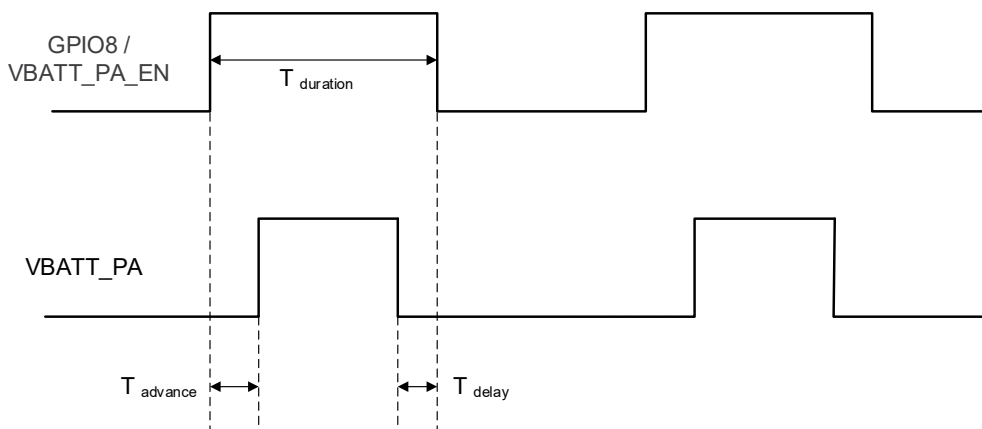 GPIO8 /
VBATT_PA_EN
T duration
VBATT_PA
T advance
T delay